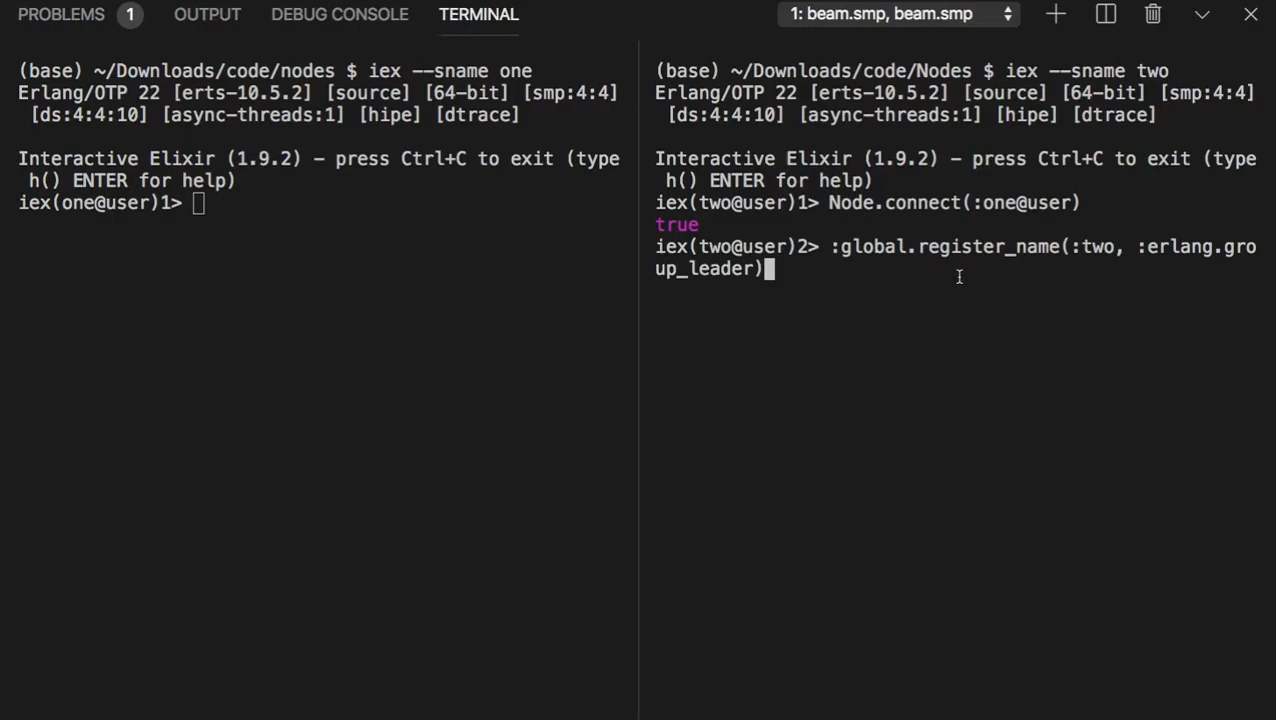 PROBLEMS 1 OUTPUT DEBUG CONSOLE TERMINAL 1: beam.smp, beam.smp
(base) ~/Downloads/code/nodes $ iex --sname one
Erlang/OTP 22 [erts-10.5.2] [source] [64-bit] [smp:4:4]
[ds:4:4:10] [async-threads:1] [hipe] [dtrace]
Interactive Elixir (1.9.2) - press Ctrl+C to exit (type
h() ENTER for help)
iex(one@user)1>
(base) ~/Downloads/code/Nodes $ iex --sname two
Erlang/OTP 22 [erts-10.5.2] [source] [64-bit] [smp:4:4]
[ds:4:4:10] [async-threads:1] [hipe] [dtrace]
Interactive Elixir (1.9.2) - press Ctrl+C to exit (type
h() ENTER for help)
iex(two@user)1> Node.connect(:one@user)
true
iex(two@user)2> :global.register_name(:two, :erlang.gro
up_leader)